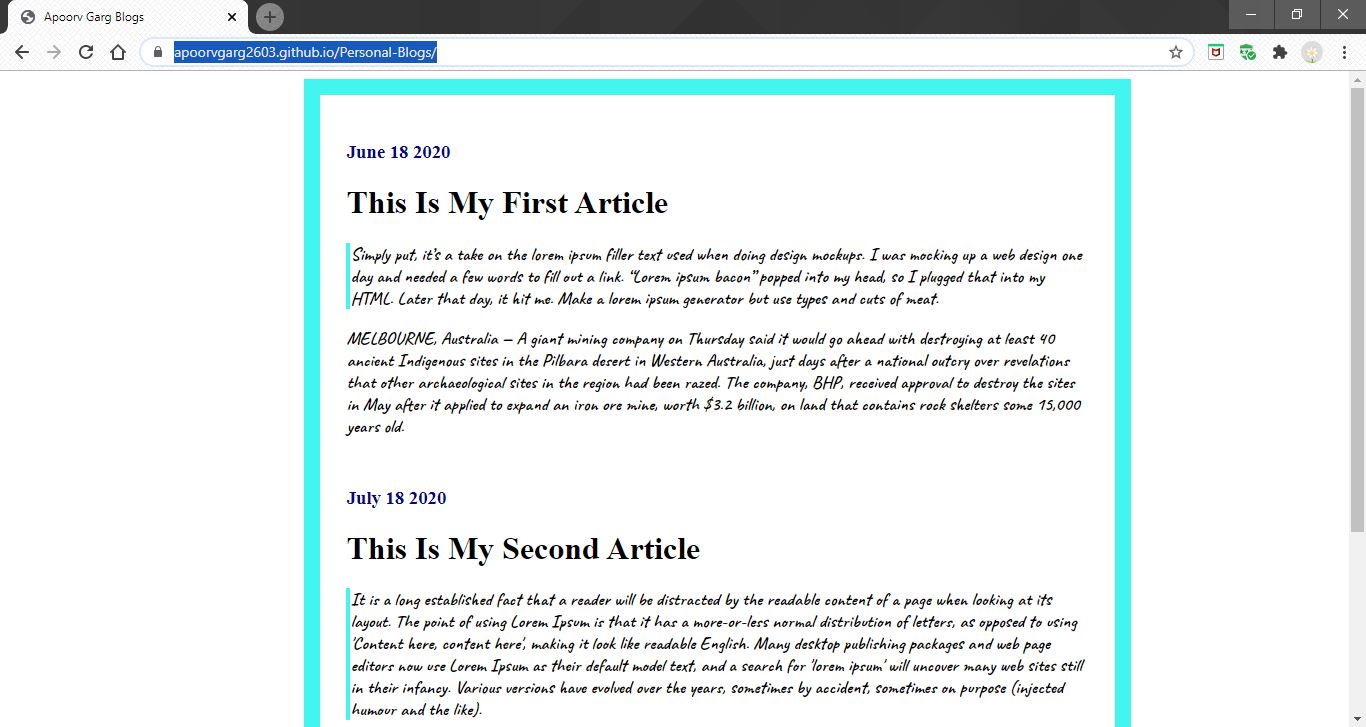 Apoorv Garg Blogs
apoorvgarg2603.github.io/Personal-Blogs/
June 18 2020
This Is My First Article
Simply put, it’s a take on the lorem ipsum filler text used when doing design mockups. I was mocking up a web design one
day and needed a few words to fill out a link. “Lorem ipsum bacon” popped into my head, so I plugged that into my
HTML. Later that day, it hit me. Make a lorem ipsum generator but use types and cuts of meat.
MELBOURNE, Australia — A giant mining company on Thursday said it would go ahead with destroying at least 40
ancient Indigenous sites in the Pilbara desert in Western Australia, just days after a national outcry over revelations
that other archaeological sites in the region had been razed. The company, BHP, received approval to destroy the sites
in May after it applied to expand an iron ore mine, worth $3.2 billion, on land that contains rock shelters some 15,000
years old.
July 18 2020
This Is My Second Article
It is a long established fact that a reader will be distracted by the readable content of a page when looking at its
layout. The point of using Lorem Ipsum is that it has a more-or-less normal distribution of letters, as opposed to using
'Content here, content here', making it look like readable English. Many desktop publishing packages and web page
editors now use Lorem Ipsum as their default model text, and a search for 'lorem ipsum' will uncover many web sites still
in their infancy. Various versions have evolved over the years, sometimes by accident, sometimes on purpose (injected
humour and the like).